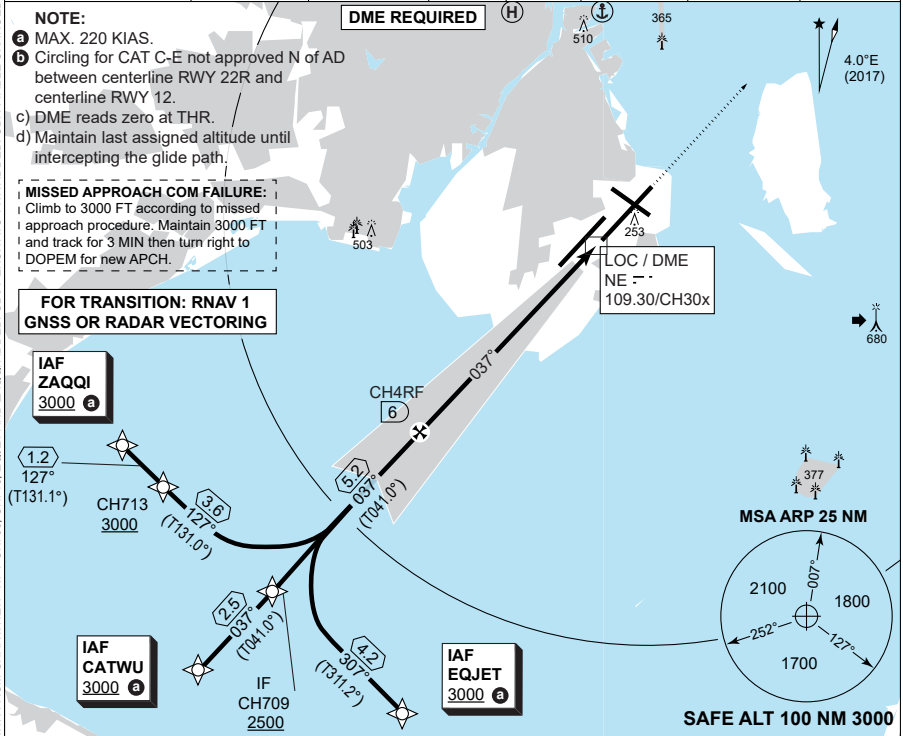 NOTE:
a MAX. 220 KIAS.
b Circling for CAT C-E not approved N of AD
between centerline RWY 22R and
centerline RWY 12.
c) DME reads zero at THR.
d) Maintain last assigned altitude until
intercepting the glide path.
MISSED APPROACH COM FAILURE:
Climb to 3000 FT according to missed
approach procedure. Maintain 3000 FT
and track for 3 MIN then turn right to
DOPEM for new APCH.
FOR TRANSITION: RNAV 1
GNSS OR RADAR VECTORING
DME REQUIRED
H
510
365
4.0°E
(2017)
503
253
LOC / DME
NE
109.30/CH30x
680
037°
CH4RF
6
IAF
ZAQQI
3000 a
1.2
127°
(T131.1°)
CH713
3000
3.6
127°
(T131.0°)
5.2
037°
(T041.0°)
2.5
037°
(T041.0°)
IAF
CATWU
3000 a
IF
CH709
2500
4.2
307°
(T311.2°)
IAF
EQJET
3000 a
377
MSA ARP 25 NM
2100
007°
1800
252°
127°
1700
SAFE ALT 100 NM 3000